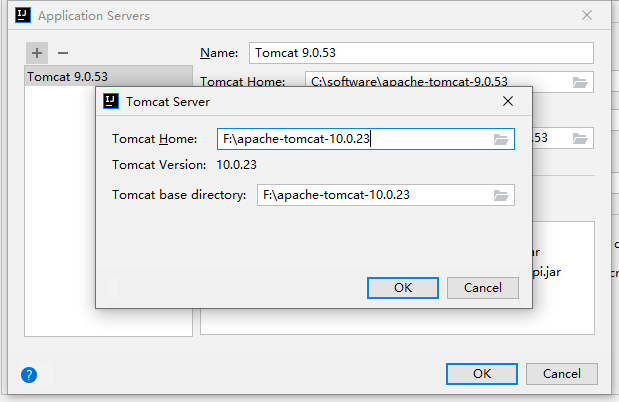 Application Servers
Name: Tomcat 9.0.53
Tomcat 9.0.53
Tomcat Home: C:\software\apache-tomcat-9.0.53
Tomcat Server
Tomcat Home: F:\apache-tomcat-10.0.23
.53
Tomcat Version: 10.0.23
Tomcat base directory: F:\apache-tomcat-10.0.23
ar
pi.jar
OK Cancel
? OK Cancel